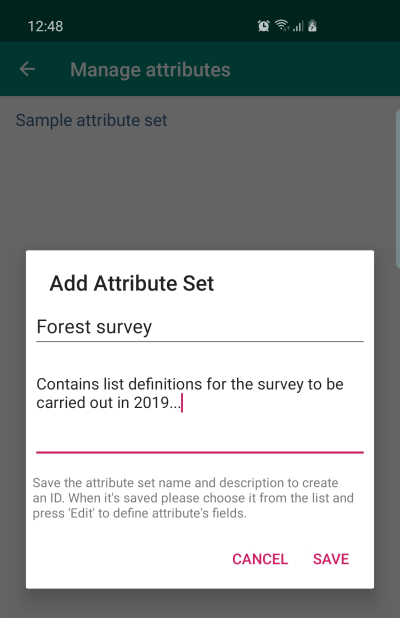 12:48
Manage attributes
Sample attribute set
Add Attribute Set
Forest survey
Contains list definitions for the survey to be
carried out in 2019...
Save the attribute set name and description to create
an ID. When it's saved please choose it from the list and
press 'Edit' to define attribute's fields.
CANCEL SAVE